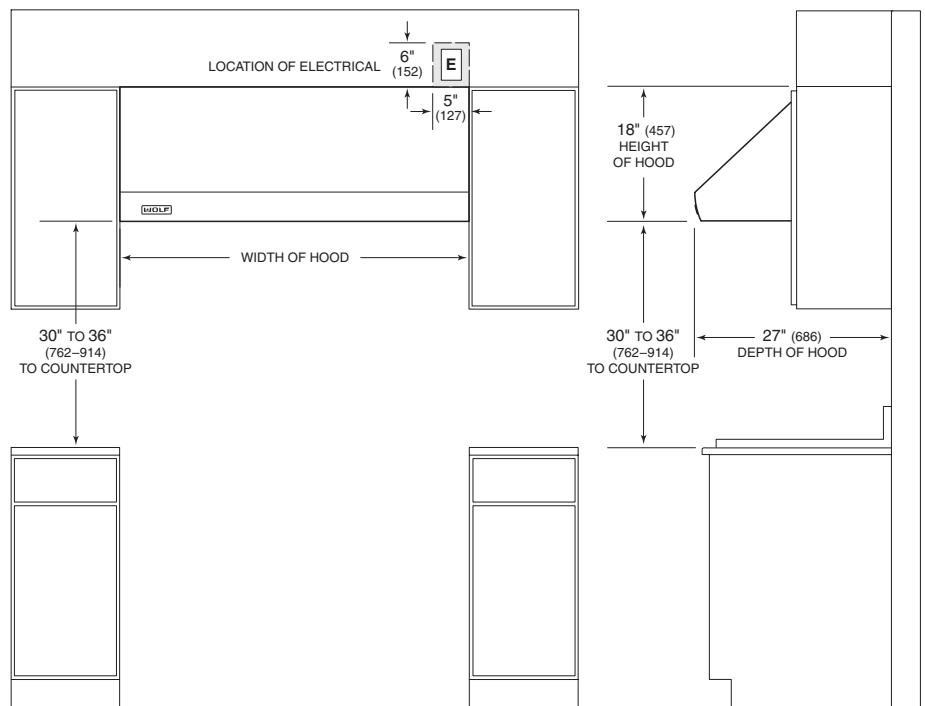 LOCATION OF ELECTRICAL
6"
(152)
E
5"
(127)
WOLF
WIDTH OF HOOD
30" TO 36"
(762–914)
TO COUNTERTOP
18" (457)
HEIGHT
OF HOOD
30" TO 36"
(762–914)
TO COUNTERTOP
27" (686)
DEPTH OF HOOD